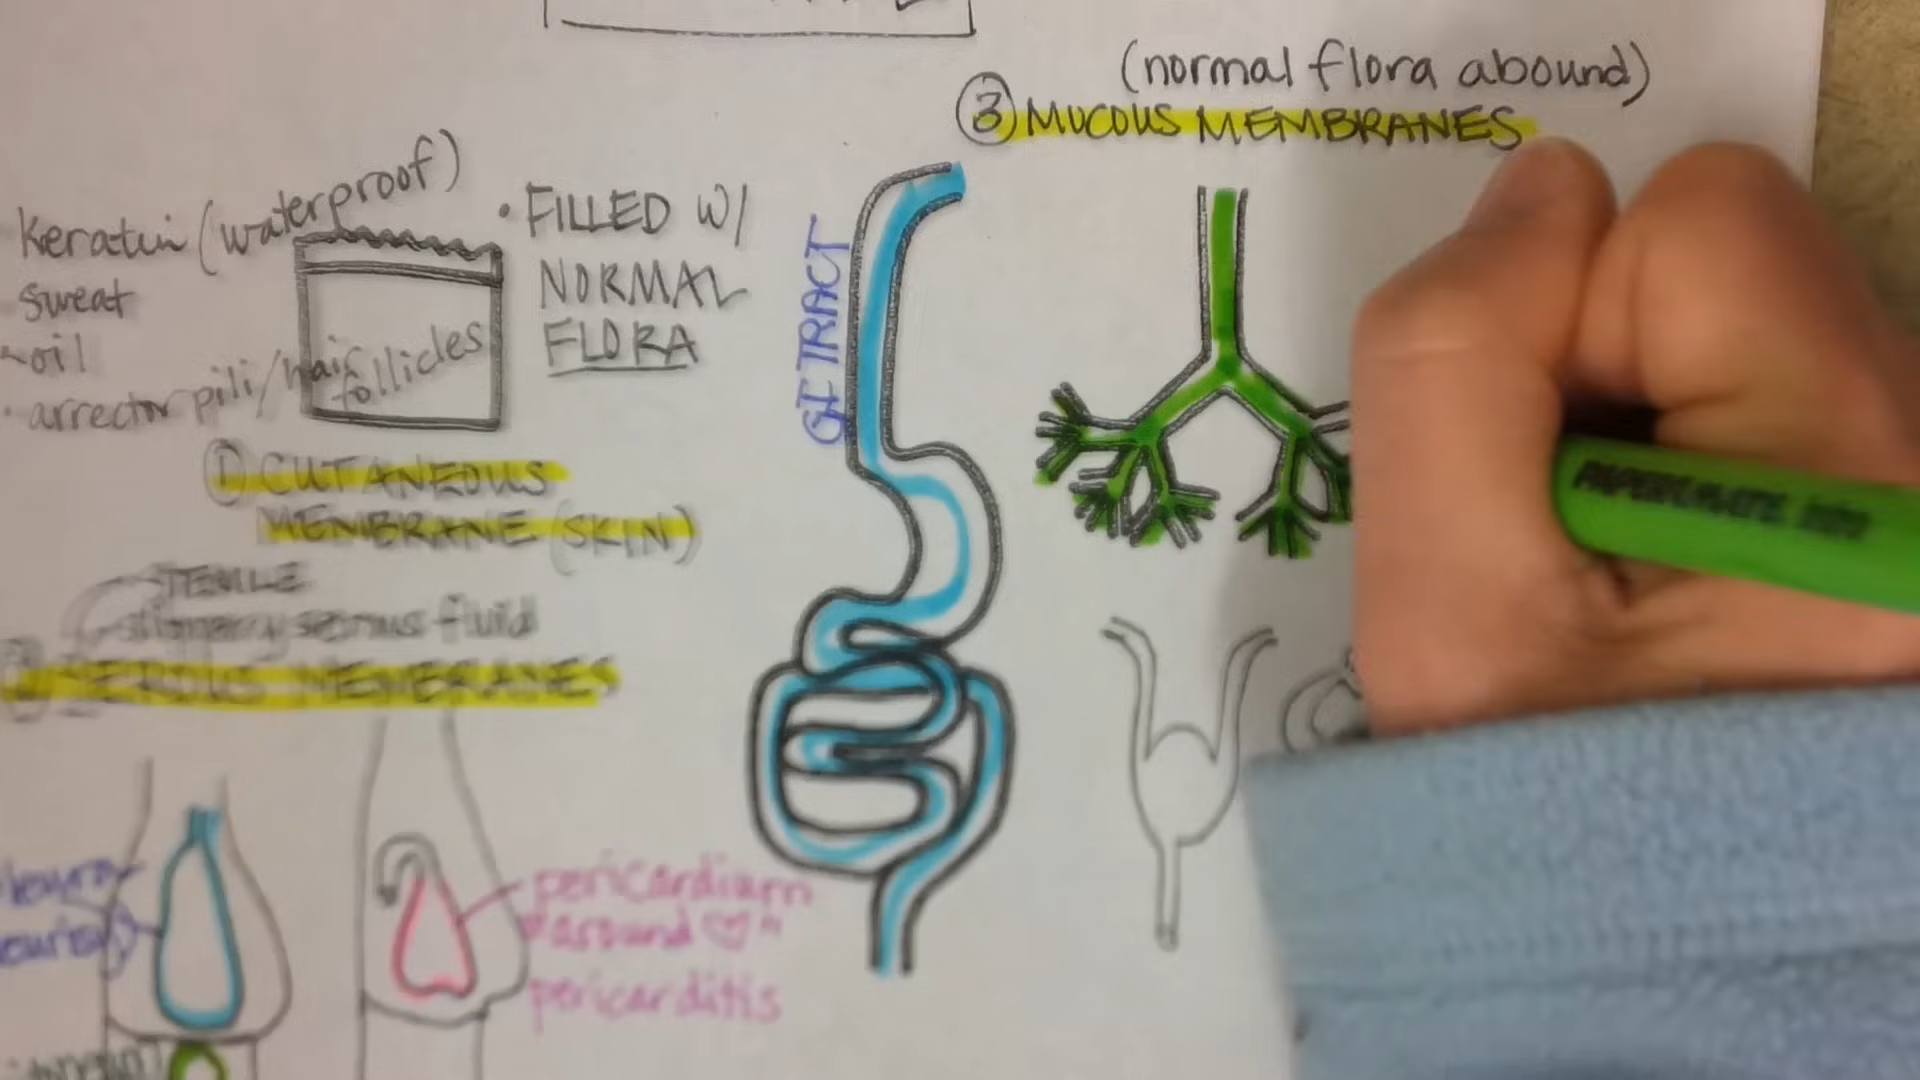 (normal flora abound)
③ MUCOUS MEMBRANES
Keratin (waterproof)
sweat
oil
· arrector pili/hair follicles
• FILLED W/
NORMAL
FLORA
GI TRACT
① CUTANEOUS
MEMBRANE (SKIN)
slippery serous fluid
SEROUS MEMBRANES
pericardium
"around ♡"
pericarditis